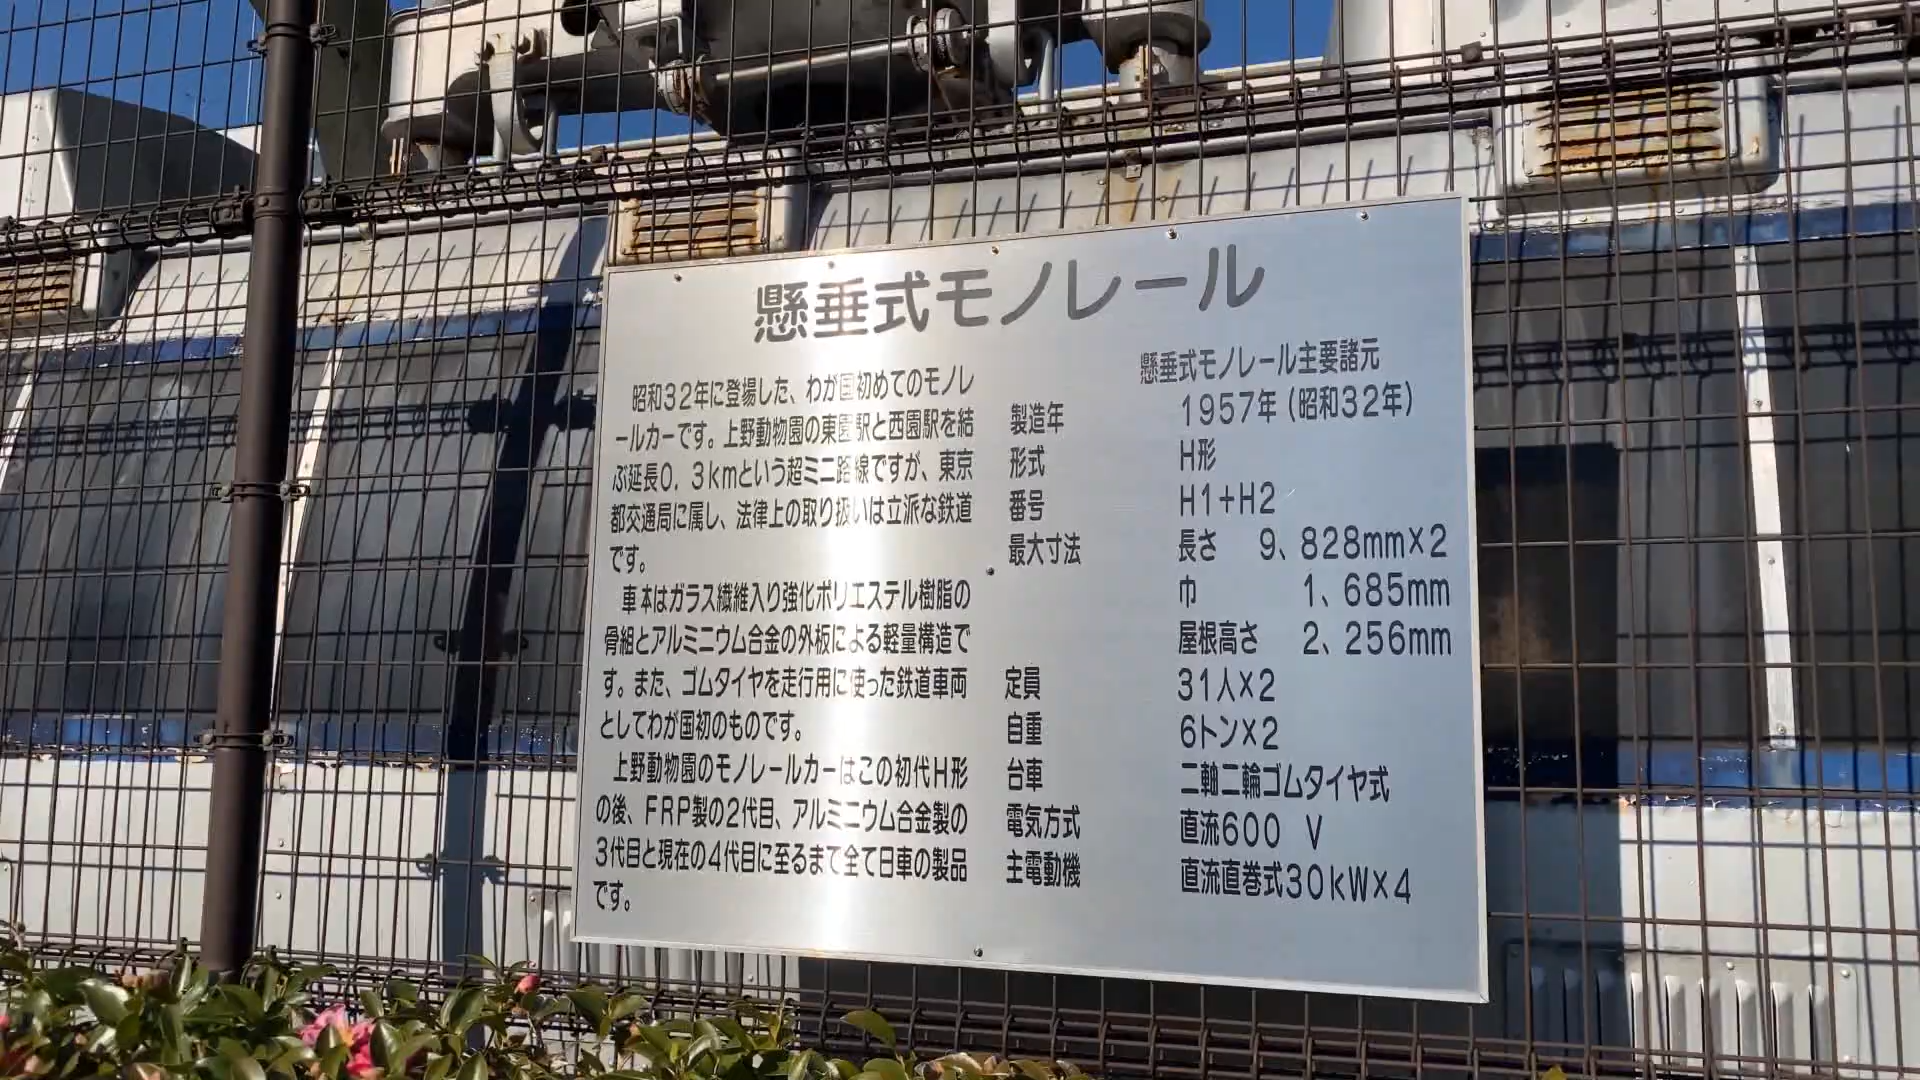 懸垂式モノレール
昭和32年に登場した、わが国初めてのモノレ
ールカーです。上野動物園の東園駅と西園駅を結
ぶ延長0.3kmという超ミニ路線ですが、東京
都交通局に属し、法律上の取り扱いは立派な鉄道
です。
車本はガラス繊維入り強化ポリエステル樹脂の
骨組とアルミニウム合金の外板による軽量構造で
す。また、ゴムタイヤを走行用に使った鉄道車両
としてわが国初のものです。
上野動物園のモノレールカーはこの初代H形
の後、FRP製の2代目、アルミニウム合金製の
3代目と現在の4代目に至るまで全て日車の製品
です。
懸垂式モノレール主要諸元
製造年 1957年(昭和32年)
形式 H形
番号 H1+H2
最大寸法 長さ 9、828mm×2
巾 1、685mm
屋根高さ 2、256mm
定員 31人×2
自重 6トン×2
台車 二軸二輪ゴムタイヤ式
電気方式 直流600 V
主電動機 直流直巻式30kW×4